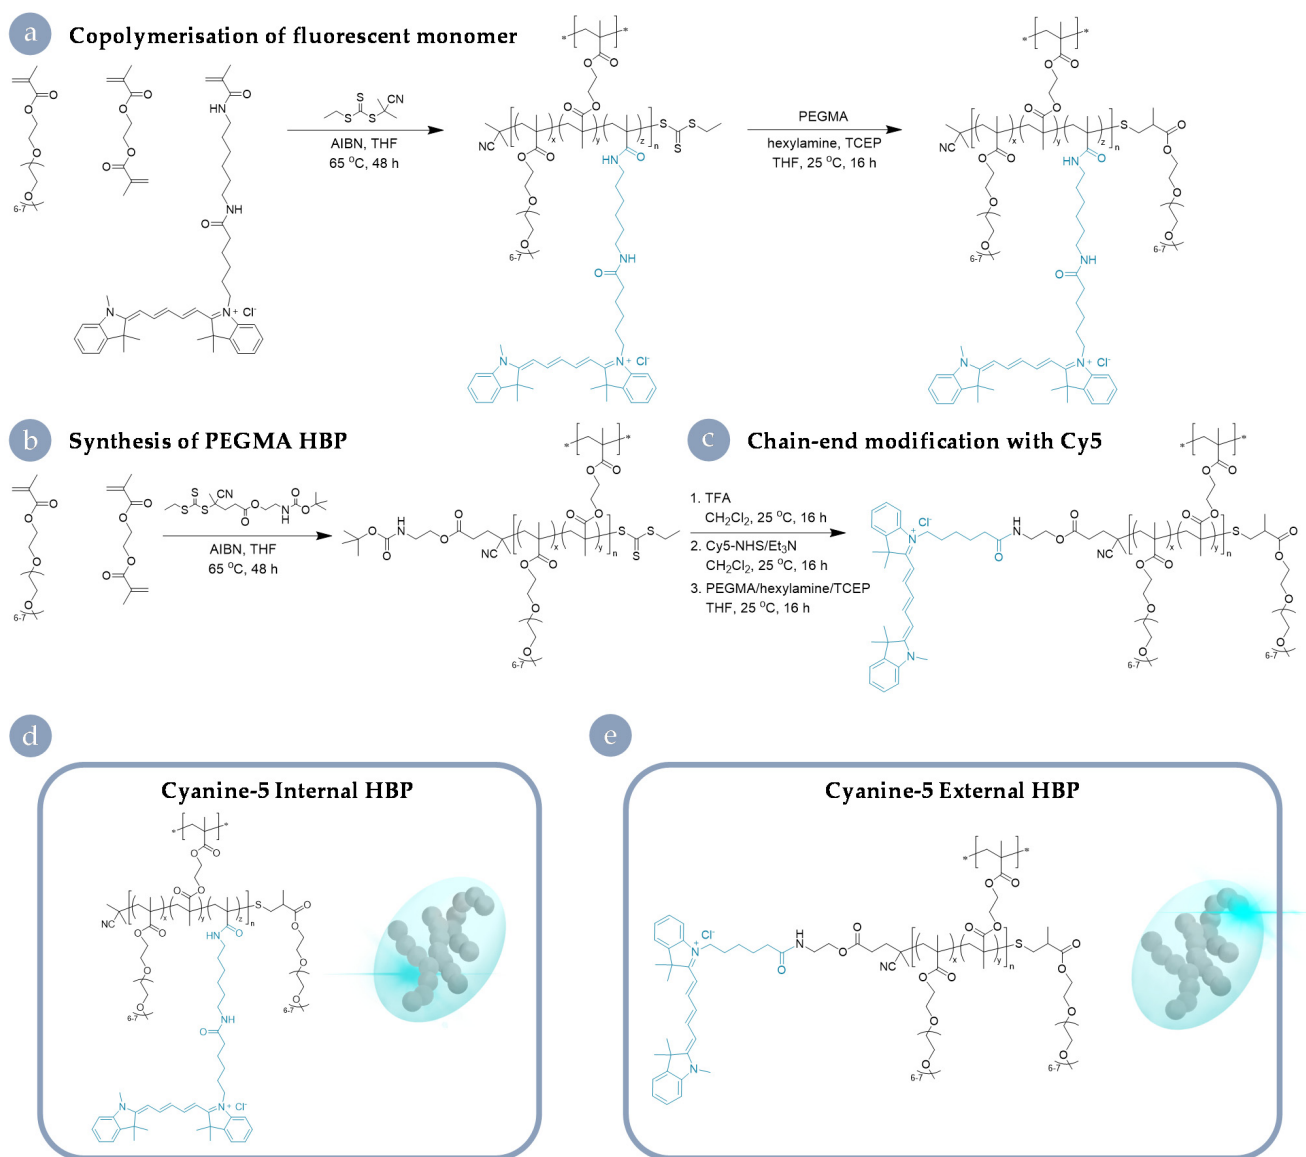 a Copolymerisation of fluorescent monomer
AIBN, THF
65 °C, 48 h
PEGMA
hexylamine, TCEP
THF, 25 °C, 16 h
b Synthesis of PEGMA HBP
AIBN, THF
65 °C, 48 h
c Chain-end modification with Cy5
1. TFA
CH₂Cl₂, 25 °C, 16 h
2. Cy5-NHS/Et₃N
CH₂Cl₂, 25 °C, 16 h
3. PEGMA/hexylamine/TCEP
THF, 25 °C, 16 h
d
Cyanine-5 Internal HBP
e
Cyanine-5 External HBP